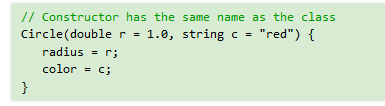 // Constructor has the same name as the class
Circle(double r = 1.0, string c = "red") {
   radius = r;
   color = c;
}